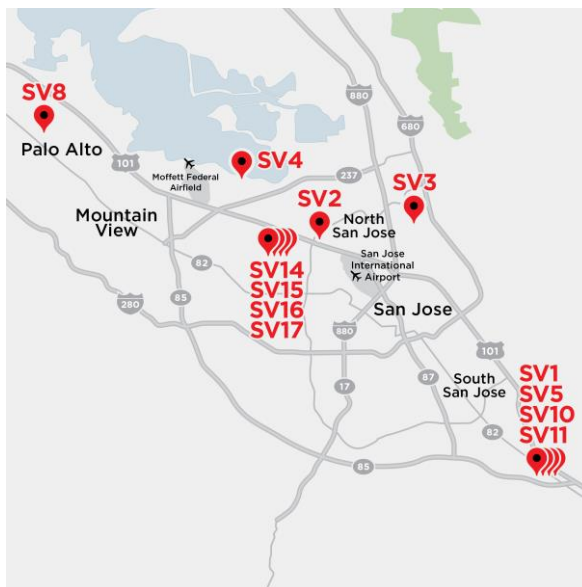 SV8
Palo Alto
101
Moffett Federal
Airfield
SV4
880
680
237
SV3
SV2
North
San Jose
Mountain
View
82
SV14
SV15
SV16
SV17
San Jose
International
Airport
280
85
San Jose
880
101
17
87
South
San Jose
SV1
SV5
SV10
SV11
82
85